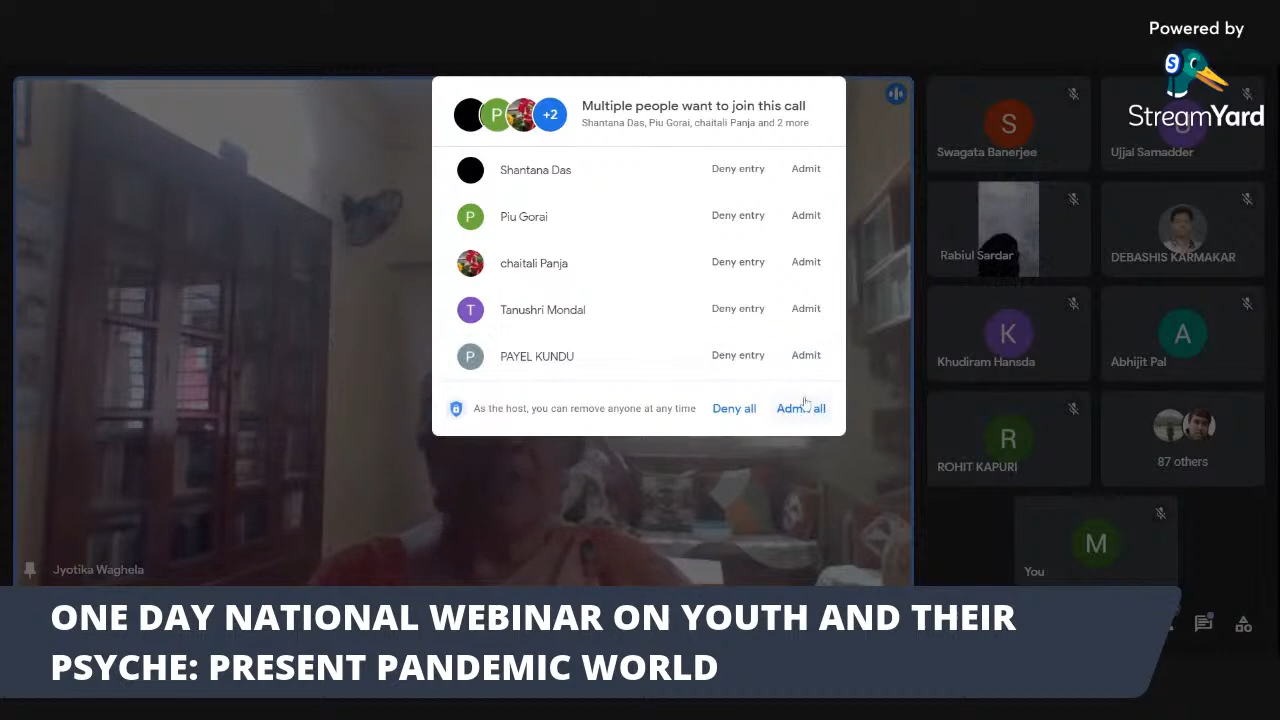 Powered by
StreamYard
S
P
+2
Multiple people want to join this call
Shantana Das, Piu Gorai, chaitali Panja and 2 more
Shantana Das
Deny entry
Admit
P
Piu Gorai
Deny entry
Admit
chaitali Panja
Deny entry
Admit
T
Tanushri Mondal
Deny entry
Admit
P
PAYEL KUNDU
Deny entry
Admit
As the host, you can remove anyone at any time
Deny all
Admit all
Jyotika Waghela
S
Swagata Banerjee
S
Ujjal Samadder
Rabiul Sardar
DEBASHIS KARMAKAR
K
Khudiram Hansda
A
Abhijit Pal
R
ROHIT KAPURI
87 others
M
You
ONE DAY NATIONAL WEBINAR ON YOUTH AND THEIR
PSYCHE: PRESENT PANDEMIC WORLD